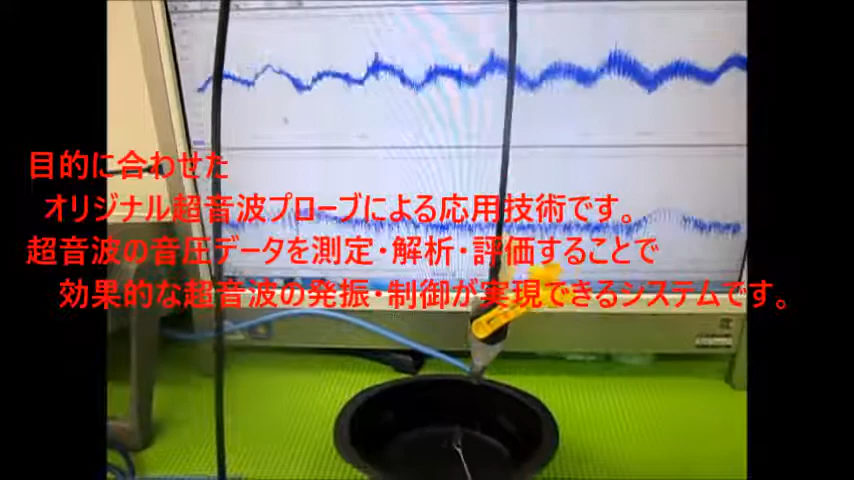 目的に合わせた
オリジナル超音波プローブによる応用技術です。
超音波の音圧データを測定・解析・評価することで
効果的な超音波の発振・制御が実現できるシステムです。